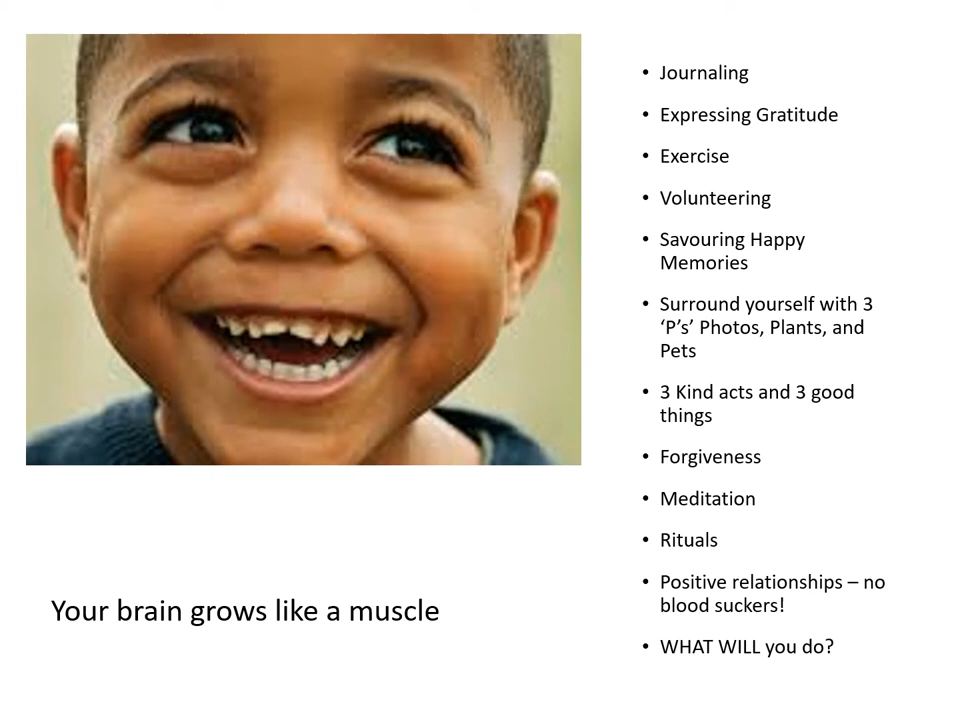 • Journaling
• Expressing Gratitude
• Exercise
• Volunteering
• Savouring Happy
Memories
• Surround yourself with 3
‘P’s’ Photos, Plants, and
Pets
• 3 Kind acts and 3 good
things
• Forgiveness
• Meditation
• Rituals
• Positive relationships – no
blood suckers!
• WHAT WILL you do?
Your brain grows like a muscle